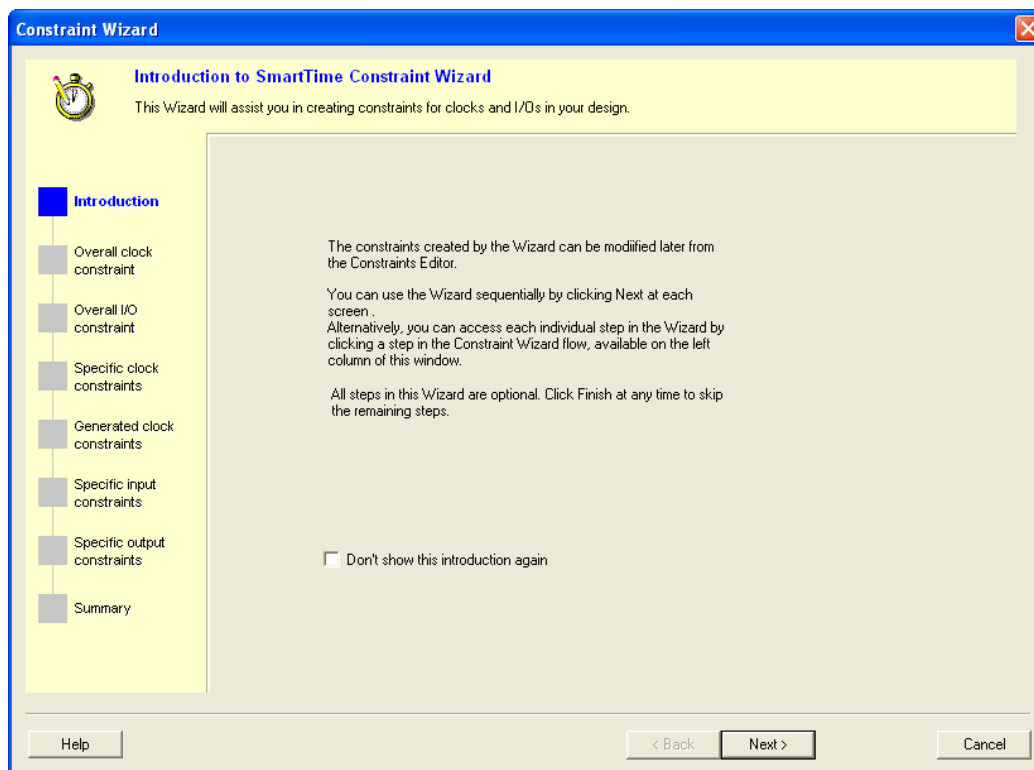 Constraint Wizard
Introduction to SmartTime Constraint Wizard
This Wizard will assist you in creating constraints for clocks and I/Os in your design.
Introduction
Overall clock
constraint
Overall I/O
constraint
Specific clock
constraints
Generated clock
constraints
Specific input
constraints
Specific output
constraints
Summary
The constraints created by the Wizard can be modiified later from
the Constraints Editor.
You can use the Wizard sequentially by clicking Next at each
screen .
Alternatively, you can access each individual step in the Wizard by
clicking a step in the Constraint Wizard flow, available on the left
column of this window.
All steps in this Wizard are optional. Click Finish at any time to skip
the remaining steps.
Don't show this introduction again
Help
< Back
Next >
Cancel